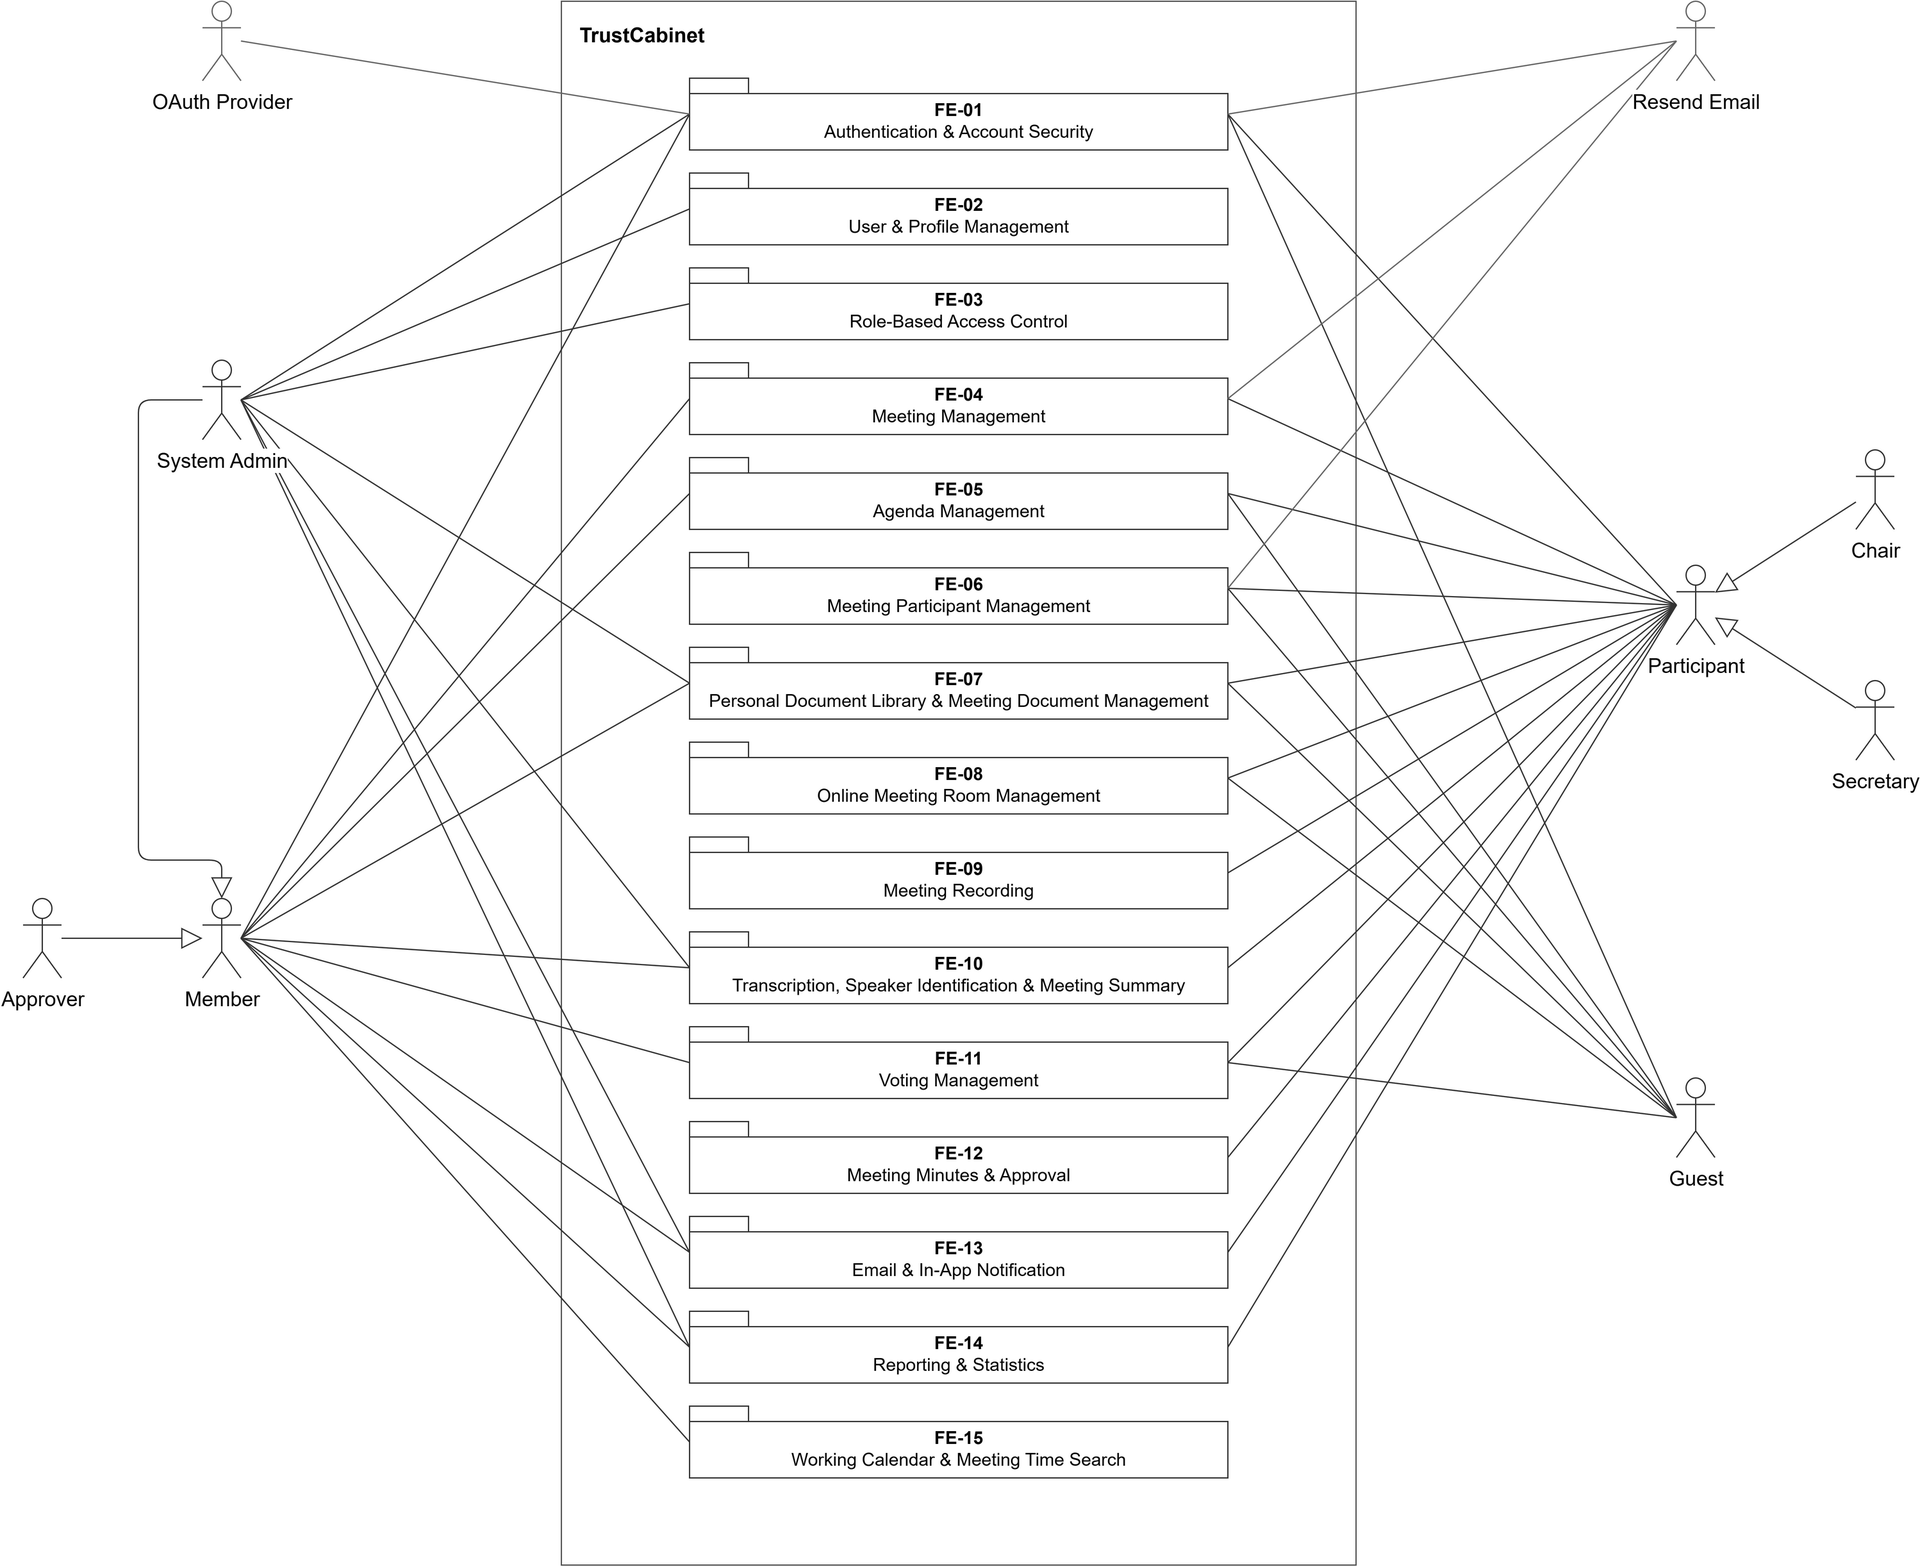 TrustCabinet
OAuth Provider
Resend Email
FE-01
Authentication & Account Security
FE-02
User & Profile Management
FE-03
Role-Based Access Control
FE-04
Meeting Management
System Admin
FE-05
Agenda Management
Chair
FE-06
Meeting Participant Management
Participant
FE-07
Personal Document Library & Meeting Document Management
FE-08
Online Meeting Room Management
Secretary
FE-09
Meeting Recording
FE-10
Transcription, Speaker Identification & Meeting Summary
Approver
Member
FE-11
Voting Management
FE-12
Meeting Minutes & Approval
Guest
FE-13
Email & In-App Notification
FE-14
Reporting & Statistics
FE-15
Working Calendar & Meeting Time Search